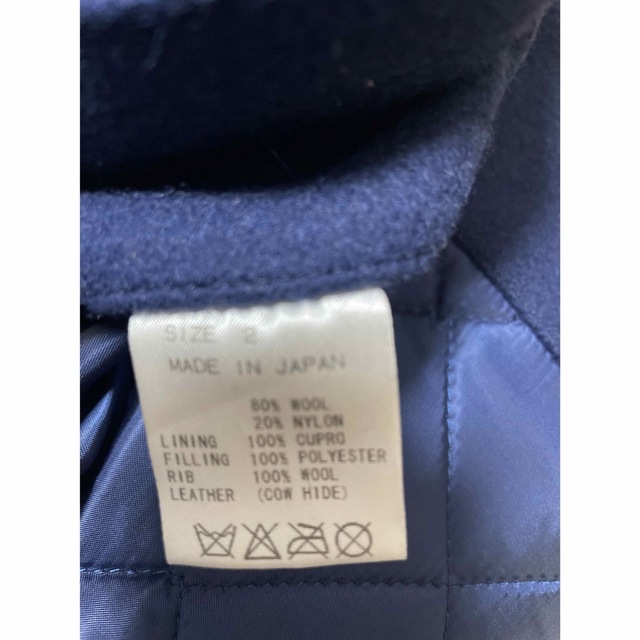 SIZE 2
MADE IN JAPAN
80% WOOL
20% NYLON
LINING 100% CUPRO
FILLING 100% POLYESTER
RIB 100% WOOL
LEATHER (COW HIDE)